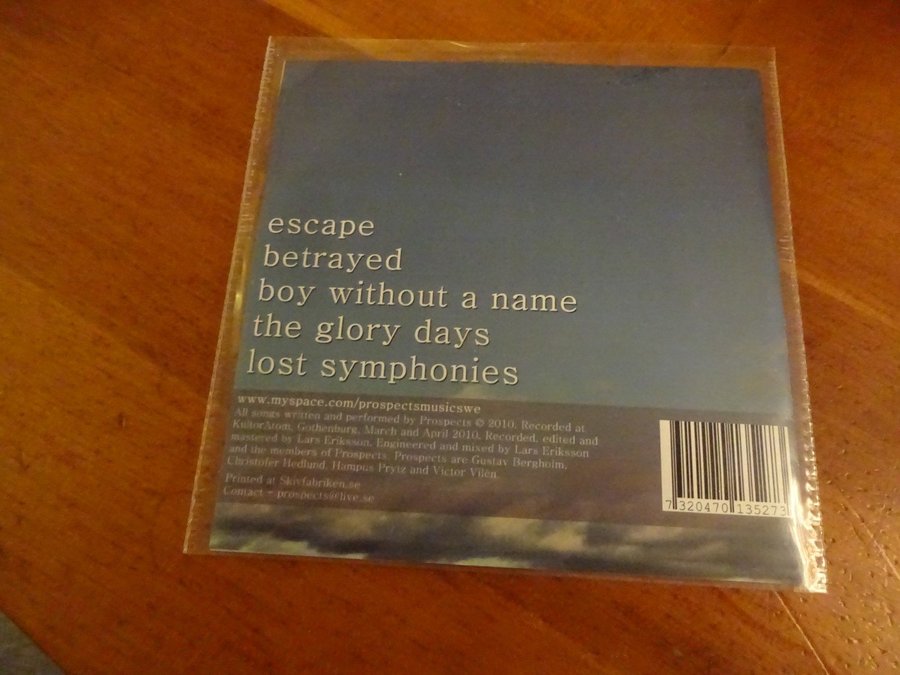 escape
betrayed
boy without a name
the glory days
lost symphonies
www.myspace.com/prospectsmusicswe
All songs written and performed by Prospects © 2010. Recorded at
KulturAtom, Gothenburg, March and April 2010. Recorded, edited and
mastered by Lars Eriksson. Engineered and mixed by Lars Eriksson
and the members of Prospects. Prospects are Gustav Bergholm,
Christofer Hedlund, Hampus Prytz and Victor Vilén.
Printed at Skivfabriken.se
Contact - prospects@live.se
7 320470 135273